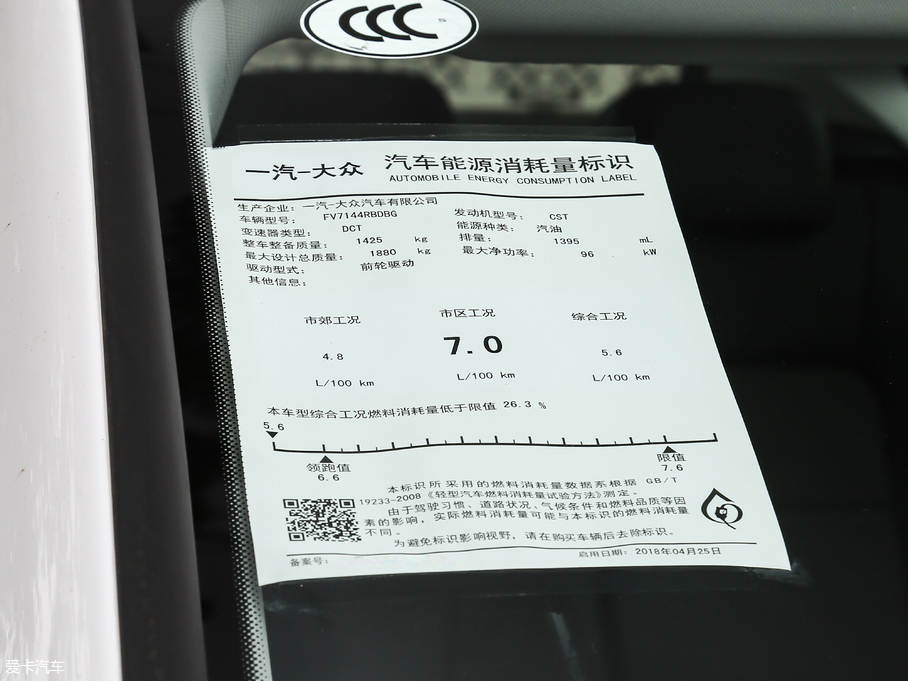 CCC
一汽-大众 汽车能源消耗量标识
AUTOMOBILE ENERGY CONSUMPTION LABEL
生产企业: 一汽-大众汽车有限公司
车辆型号: FV7144RBDBG 发动机型号: CST
变速器类型: DCT 能源种类: 汽油
整车整备质量: 1425 kg 排量: 1395 mL
最大设计总质量: 1880 kg 最大净功率: 96 kW
驱动型式: 前轮驱动
其他信息:
市郊工况 市区工况 综合工况
4.8 7.0 5.6
L/100 km L/100 km L/100 km
本车型综合工况燃料消耗量低于限值 26.3 %
5.6
领跑值 限值
6.6 7.6
本标识所采用的燃料消耗量数据系根据 GB/T
19233-2008《轻型汽车燃料消耗量试验方法》测定。
由于驾驶习惯、道路状况、气候条件和燃料品质等因
素的影响，实际燃料消耗量可能与本标识的燃料消耗量
不同。
为避免标识影响视野，请在购买车辆后去除标识。
备案号: 启用日期: 2018年04月25日
爱卡汽车